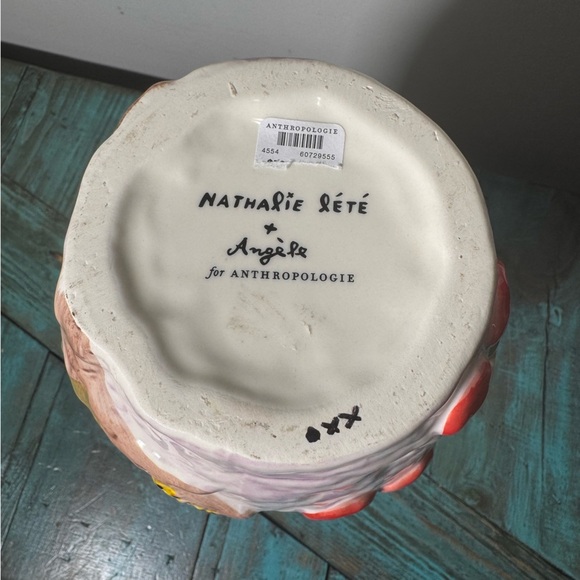 ANTHROPOLOGIE
4554 60729555
NATHALIE LÉTÉ
+
Angèle
for ANTHROPOLOGIE